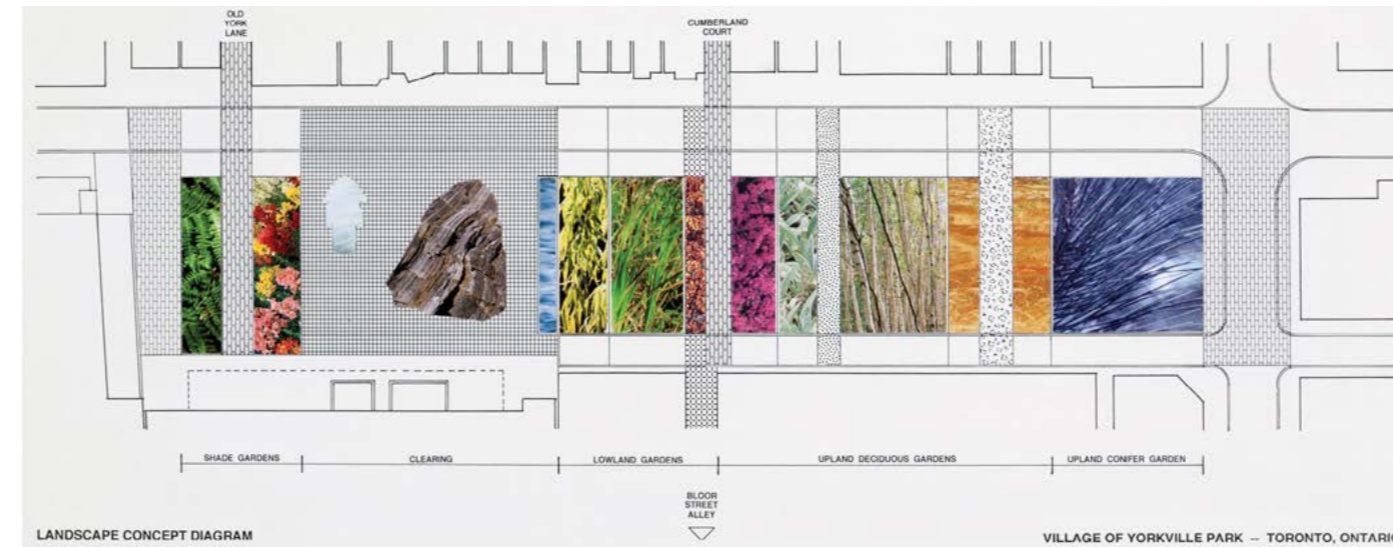 OLD
YORK
LANE
CUMBERLAND
COURT
SHADE GARDENS
CLEARING
LOWLAND GARDENS
UPLAND DECIDUOUS GARDENS
UPLAND CONIFER GARDEN
BLOOR
STREET
ALLEY
LANDSCAPE CONCEPT DIAGRAM
VILLAGE OF YORKVILLE PARK -- TORONTO, ONTARIO